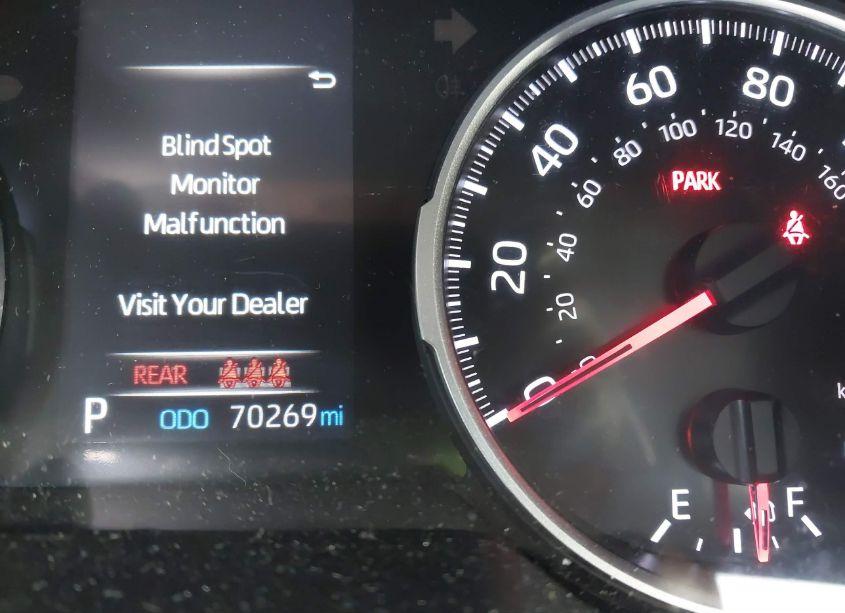 Blind Spot
Monitor
Malfunction
Visit Your Dealer
REAR
P ODO 70269 mi
0 20 40 60 80
20 40 60 80 100 120 140 160
PARK
E F